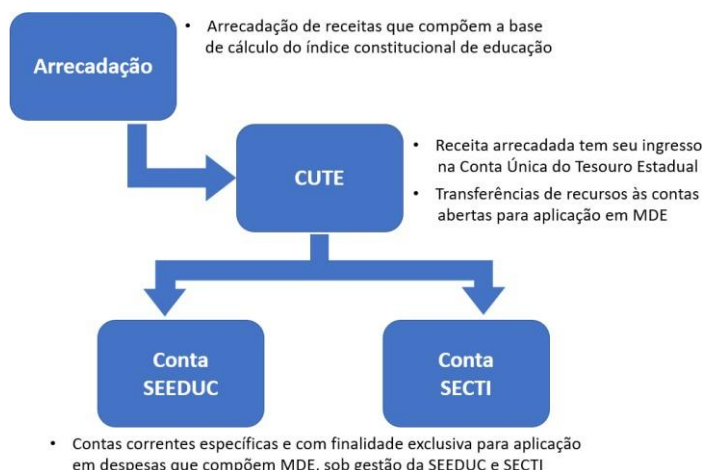 Arrecadação
• Arrecadação de receitas que compõem a base
de cálculo do índice constitucional de educação
CUTE
• Receita arrecadada tem seu ingresso
na Conta Única do Tesouro Estadual
• Transferências de recursos às contas
abertas para aplicação em MDE
Conta
SEEDUC
Conta
SECTI
• Contas correntes específicas e com finalidade exclusiva para aplicação
em despesas que compõem MDE, sob gestão da SEEDUC e SECTI